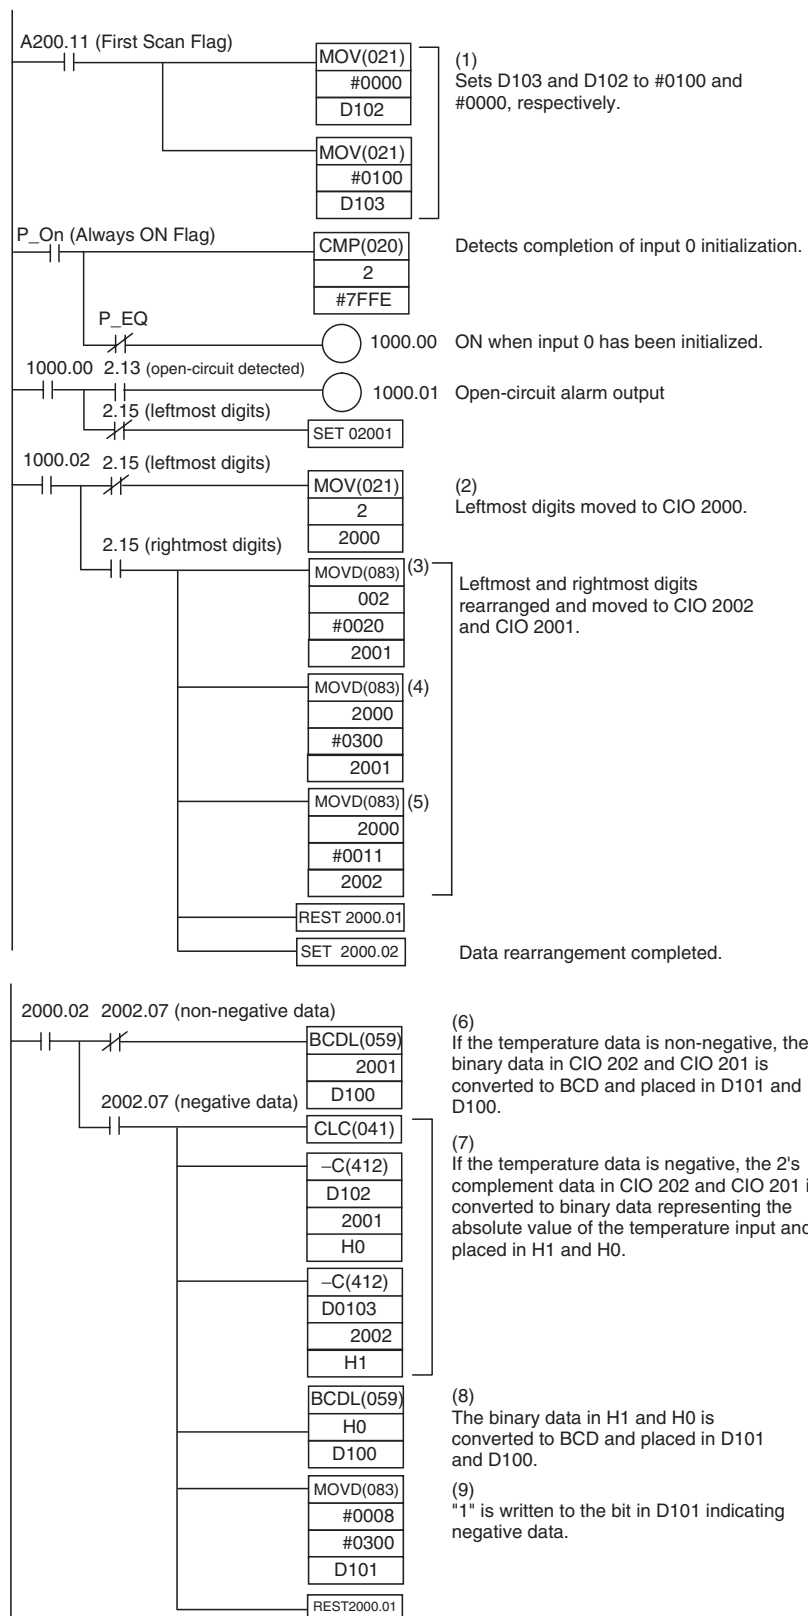 A200.11 (First Scan Flag)
MOV(021)
#0000
D102
(1)
Sets D103 and D102 to #0100 and
#0000, respectively.
MOV(021)
#0100
D103
P_On (Always ON Flag)
CMP(020)
2
#7FFE
Detects completion of input 0 initialization.
P_EQ
1000.00 ON when input 0 has been initialized.
1000.00 2.13 (open-circuit detected)
1000.01 Open-circuit alarm output
2.15 (leftmost digits)
SET 02001
1000.02 2.15 (leftmost digits)
MOV(021)
2
2000
(2)
Leftmost digits moved to CIO 2000.
2.15 (rightmost digits)
MOVD(083) (3)
002
#0020
2001
Leftmost and rightmost digits
rearranged and moved to CIO 2002
and CIO 2001.
MOVD(083) (4)
2000
#0300
2001
MOVD(083) (5)
2000
#0011
2002
REST 2000.01
SET 2000.02 Data rearrangement completed.
2000.02 2002.07 (non-negative data)
BCDL(059)
2001
D100
(6)
If the temperature data is non-negative, the
binary data in CIO 202 and CIO 201 is
converted to BCD and placed in D101 and
D100.
2002.07 (negative data)
CLC(041)
–C(412)
D102
2001
H0
(7)
If the temperature data is negative, the 2's
complement data in CIO 202 and CIO 201 i
converted to binary data representing the
absolute value of the temperature input and
placed in H1 and H0.
–C(412)
D0103
2002
H1
BCDL(059)
H0
D100
(8)
The binary data in H1 and H0 is
converted to BCD and placed in D101
and D100.
MOVD(083)
#0008
#0300
D101
(9)
"1" is written to the bit in D101 indicating
negative data.
REST2000.01